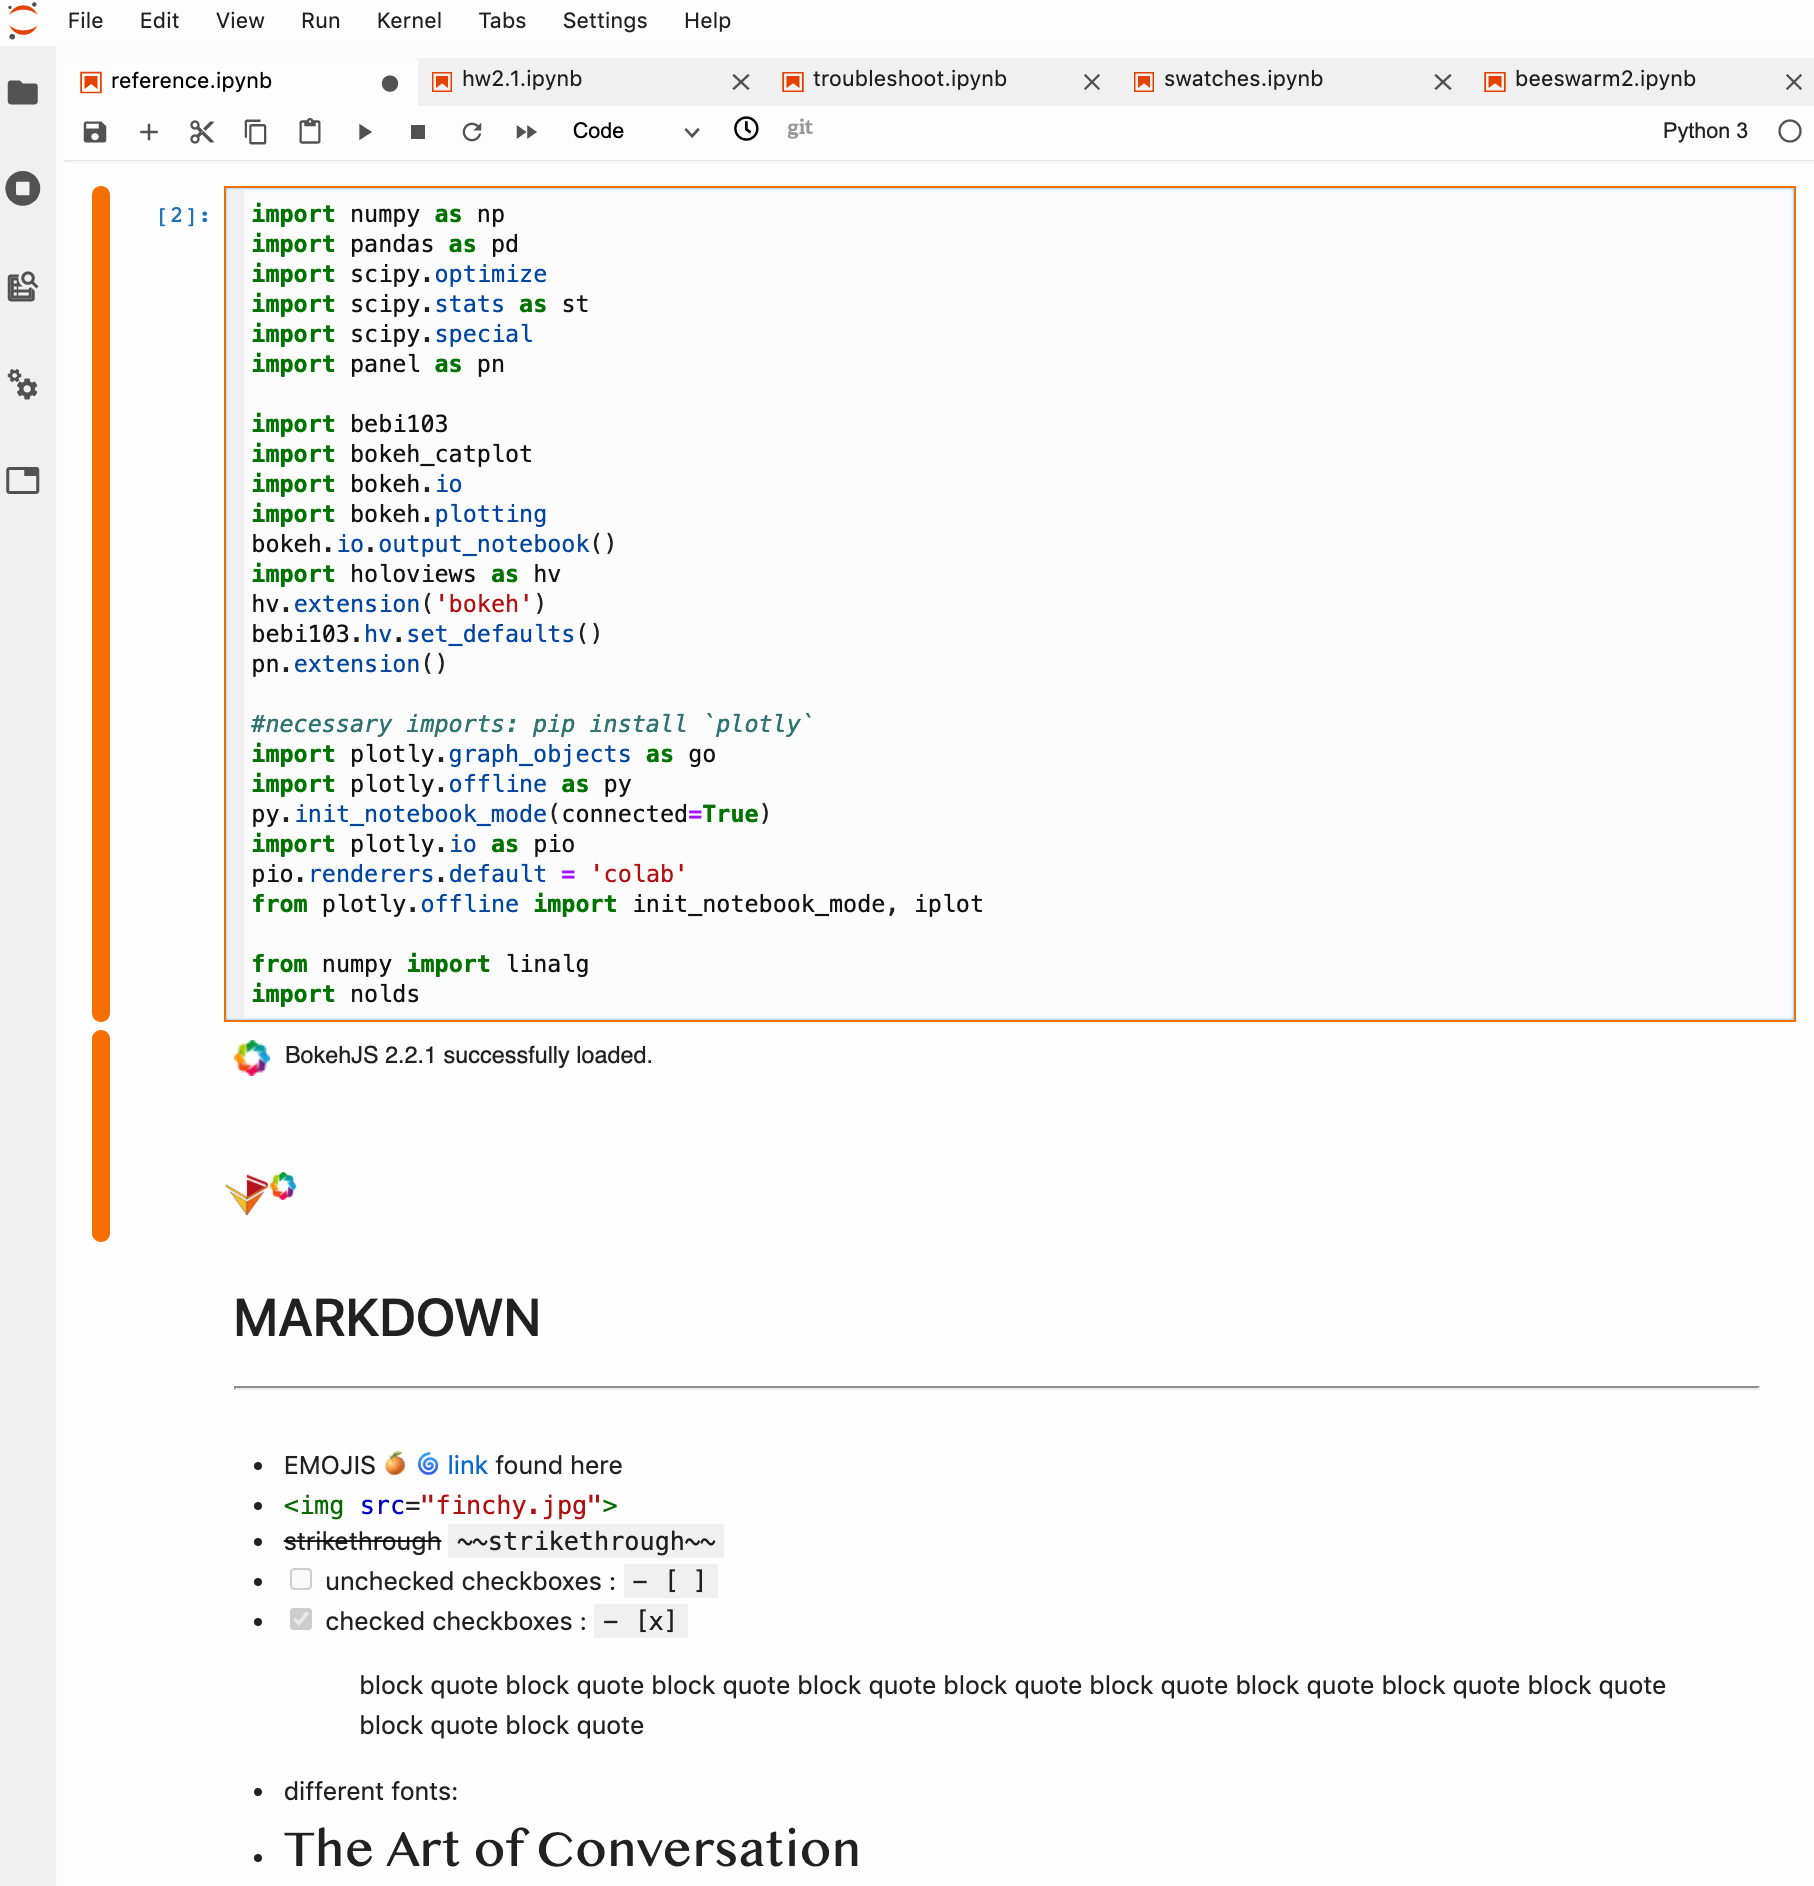 File Edit View Run Kernel Tabs Settings Help
reference.ipynb hw2.1.ipynb troubleshoot.ipynb swatches.ipynb beeswarm2.ipynb
Code git Python 3
[2]:
import numpy as np
import pandas as pd
import scipy.optimize
import scipy.stats as st
import scipy.special
import panel as pn
import bebi103
import bokeh_catplot
import bokeh.io
import bokeh.plotting
bokeh.io.output_notebook()
import holoviews as hv
hv.extension('bokeh')
bebi103.hv.set_defaults()
pn.extension()
#necessary imports: pip install `plotly`
import plotly.graph_objects as go
import plotly.offline as py
py.init_notebook_mode(connected=True)
import plotly.io as pio
pio.renderers.default = 'colab'
from plotly.offline import init_notebook_mode, iplot
from numpy import linalg
import nolds
BokehJS 2.2.1 successfully loaded.
MARKDOWN
• EMOJIS 🍊 🌀 link found here
• <img src="finchy.jpg">
• strikethrough ~~strikethrough~~
• unchecked checkboxes : - [ ]
• checked checkboxes : - [x]
block quote block quote block quote block quote block quote block quote block quote block quote block quote
block quote block quote
• different fonts:
• The Art of Conversation